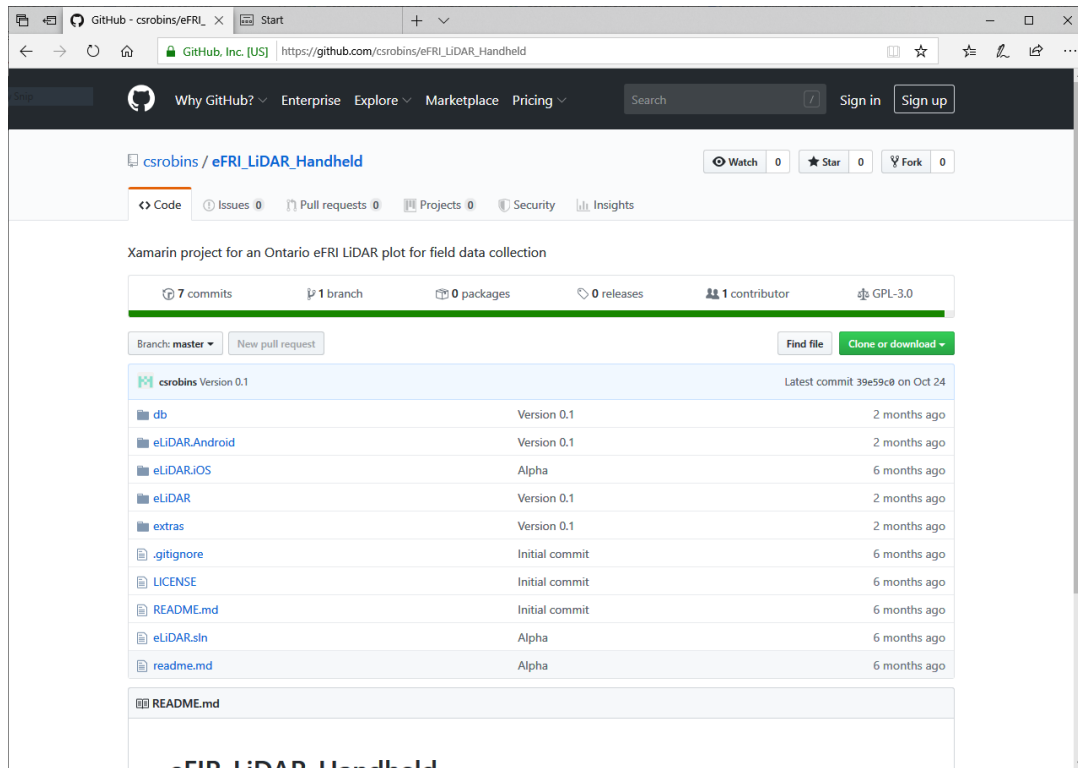 GitHub - csrobins/eFRI_
Start
GitHub, Inc. [US] https://github.com/csrobins/eFRI_LiDAR_Handheld
Why GitHub? Enterprise Explore Marketplace Pricing Search / Sign in Sign up
csrobins / eFRI_LiDAR_Handheld Watch 0 Star 0 Fork 0
Code Issues 0 Pull requests 0 Projects 0 Security Insights
Xamarin project for an Ontario eFRI LiDAR plot for field data collection
7 commits 1 branch 0 packages 0 releases 1 contributor GPL-3.0
Branch: master New pull request Find file Clone or download
csrobins Version 0.1 Latest commit 39e59c0 on Oct 24
db Version 0.1 2 months ago
eLiDAR.Android Version 0.1 2 months ago
eLiDAR.iOS Alpha 6 months ago
eLiDAR Version 0.1 2 months ago
extras Version 0.1 2 months ago
.gitignore Initial commit 6 months ago
LICENSE Initial commit 6 months ago
README.md Initial commit 6 months ago
eLiDAR.sln Alpha 6 months ago
readme.md Alpha 6 months ago
README.md
eFIR_LiDAR_Handheld